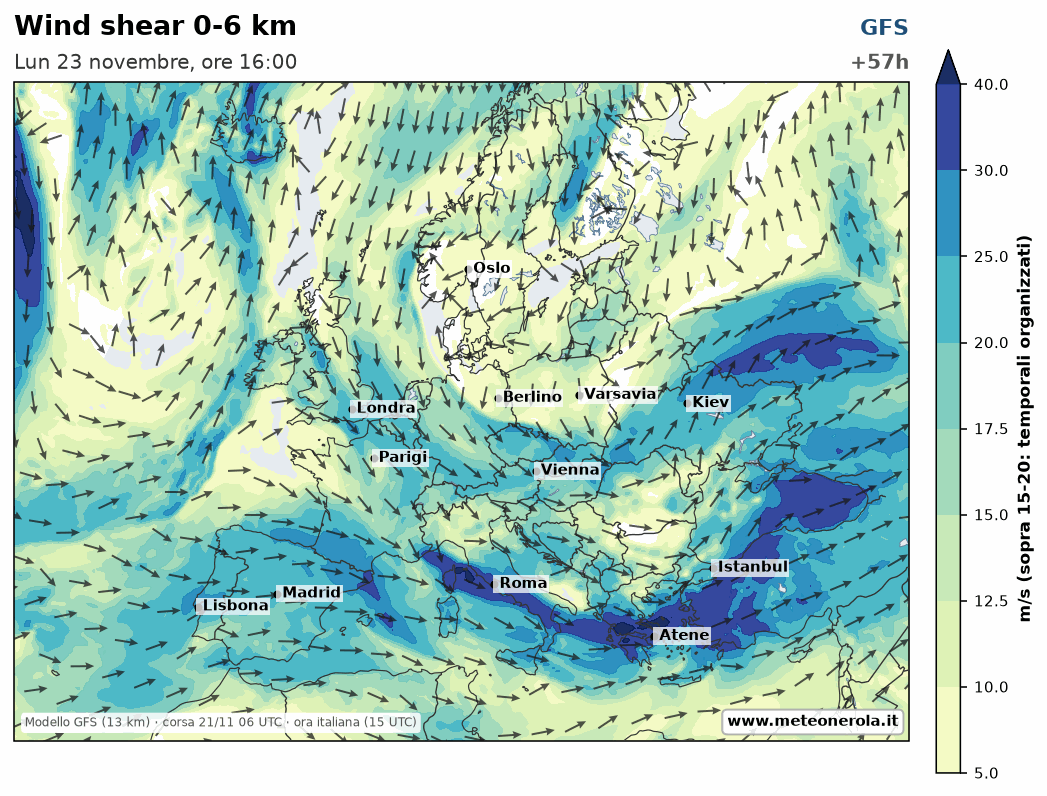 Wind shear 0-6 km
GFS
Lun 23 novembre, ore 16:00
+57h
40.0
30.0
25.0
20.0
17.5
15.0
12.5
10.0
5.0
m/s (sopra 15-20: temporali organizzati)
Oslo
Berlino
Varsavia
Kiev
Londra
Parigi
Vienna
Istanbul
Roma
Madrid
Lisbona
Atene
Modello GFS (13 km) · corsa 21/11 06 UTC · ora italiana (15 UTC)
www.meteonerola.it